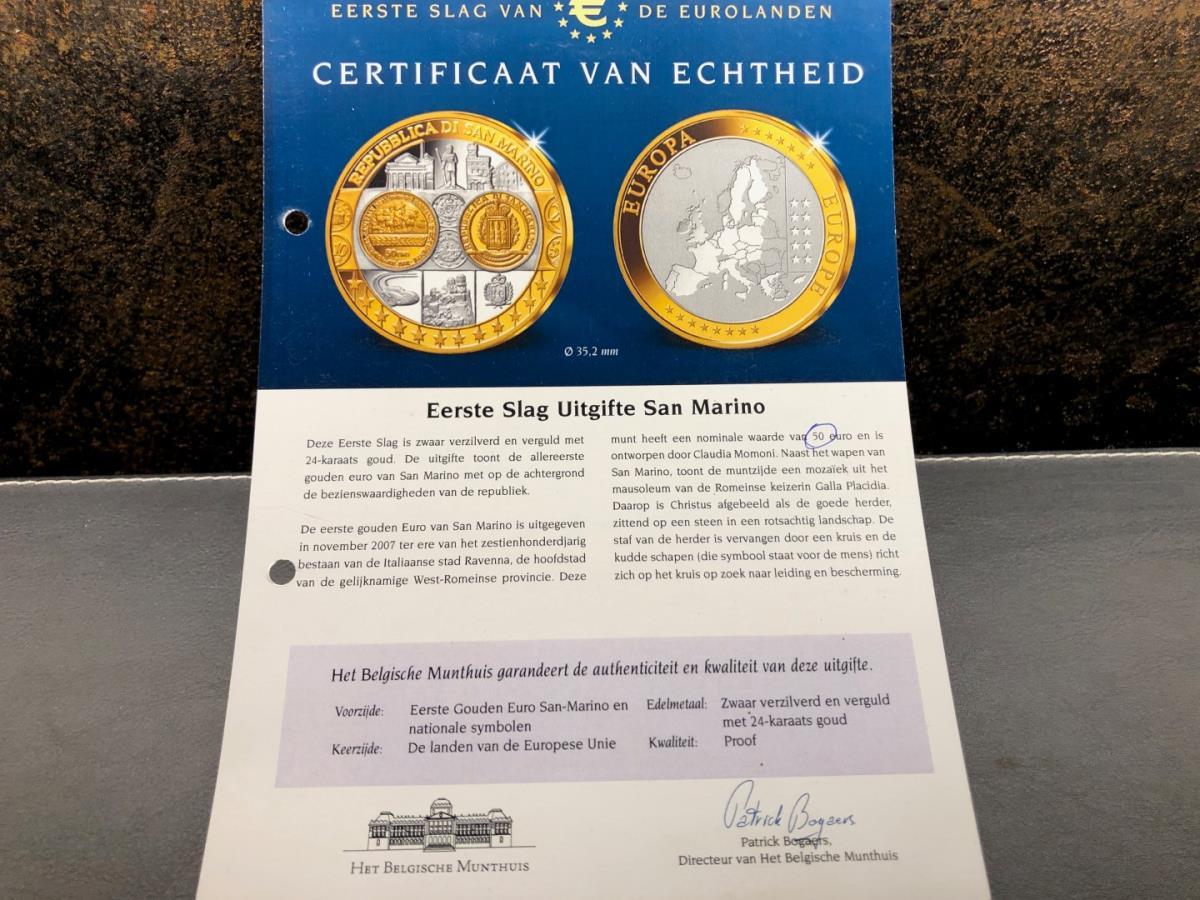 EERSTE SLAG VAN € DE EUROLANDEN
CERTIFICAAT VAN ECHTHEID
REPUBBLICA DI SAN MARINO
EUROPA
EUROPE
Ø 35,2 mm
Eerste Slag Uitgifte San Marino
Deze Eerste Slag is zwaar verzilverd en verguld met
24-karaats goud. De uitgifte toont de allereerste
gouden euro van San Marino met op de achtergrond
de bezienswaardigheden van de republiek.
De eerste gouden Euro van San Marino is uitgegeven
in november 2007 ter ere van het zestienhonderdjarig
bestaan van de Italiaanse stad Ravenna, de hoofdstad
van de gelijknamige West-Romeinse provincie. Deze
munt heeft een nominale waarde van 50 euro en is
ontworpen door Claudia Momoni. Naast het wapen van
San Marino, toont de muntzijde een mozaïek uit het
mausoleum van de Romeinse keizerin Galla Placidia.
Daarop is Christus afgebeeld als de goede herder,
zittend op een steen in een rotsachtig landschap. De
staf van de herder is vervangen door een kruis en de
kudde schapen (die symbool staat voor de mens) richt
zich op het kruis op zoek naar leiding en bescherming.
Het Belgische Munthuis garandeert de authenticiteit en kwaliteit van deze uitgifte.
Voorzijde: Eerste Gouden Euro San-Marino en
nationale symbolen
Keerzijde: De landen van de Europese Unie
Edelmetaal: Zwaar verzilverd en verguld
met 24-karaats goud
Kwaliteit: Proof
HET BELGISCHE MUNTHUIS
Patrick Bogaers
Patrick Bogaers,
Directeur van Het Belgische Munthuis